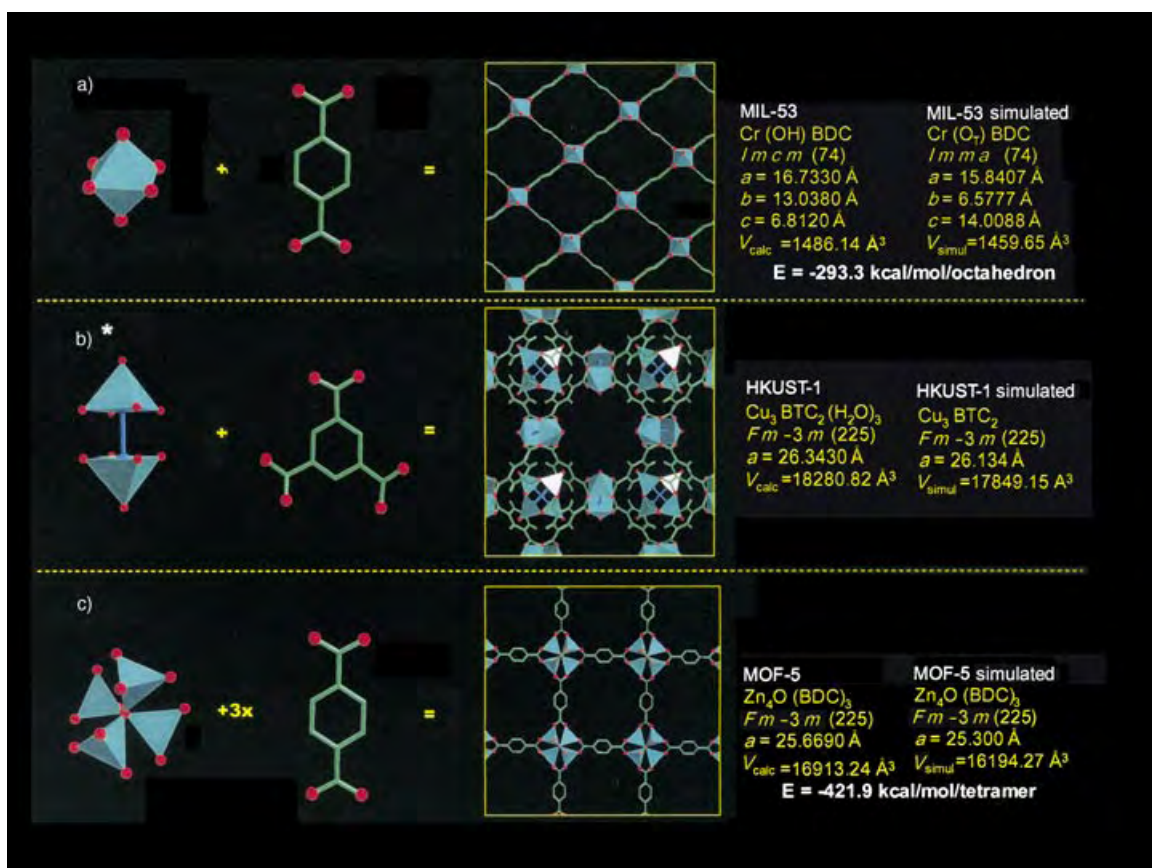 a)
+
=
MIL-53
Cr (OH) BDC
I m c m (74)
a = 16.7330 Å
b = 13.0380 Å
c = 6.8120 Å
Vcalc =1486.14 Å³
MIL-53 simulated
Cr (OT) BDC
I m m a (74)
a = 15.8407 Å
b = 6.5777 Å
c = 14.0088 Å
Vsimul =1459.65 Å³
E = -293.3 kcal/mol/octahedron
b) *
+
=
HKUST-1
Cu3 BTC2 (H2O)3
F m -3 m (225)
a = 26.3430 Å
Vcalc =18280.82 Å³
HKUST-1 simulated
Cu3 BTC2
F m -3 m (225)
a = 26.134 Å
Vsimul =17849.15 Å³
c)
+3x
=
MOF-5
Zn4O (BDC)3
F m -3 m (225)
a = 25.6690 Å
Vcalc =16913.24 Å³
MOF-5 simulated
Zn4O (BDC)3
F m -3 m (225)
a = 25.300 Å
Vsimul =16194.27 Å³
E = -421.9 kcal/mol/tetramer